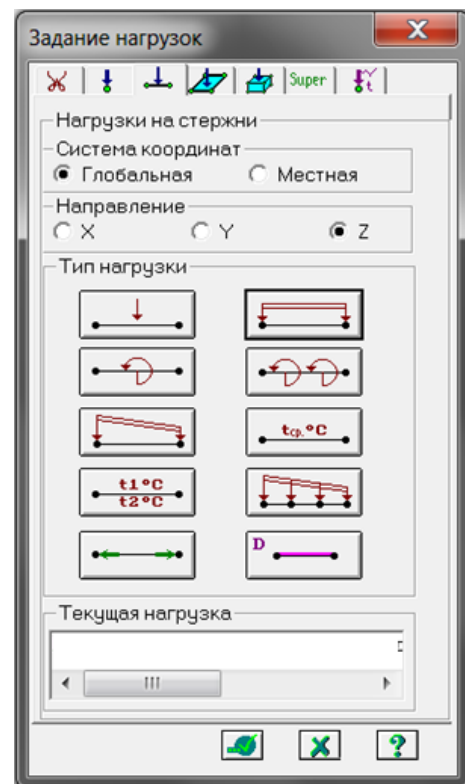 Задание нагрузок
Super
Нагрузки на стержни
Система координат
Глобальная Местная
Направление
X Y Z
Тип нагрузки
tср.°C
t1°C
t2°C
D
Текущая нагрузка
?